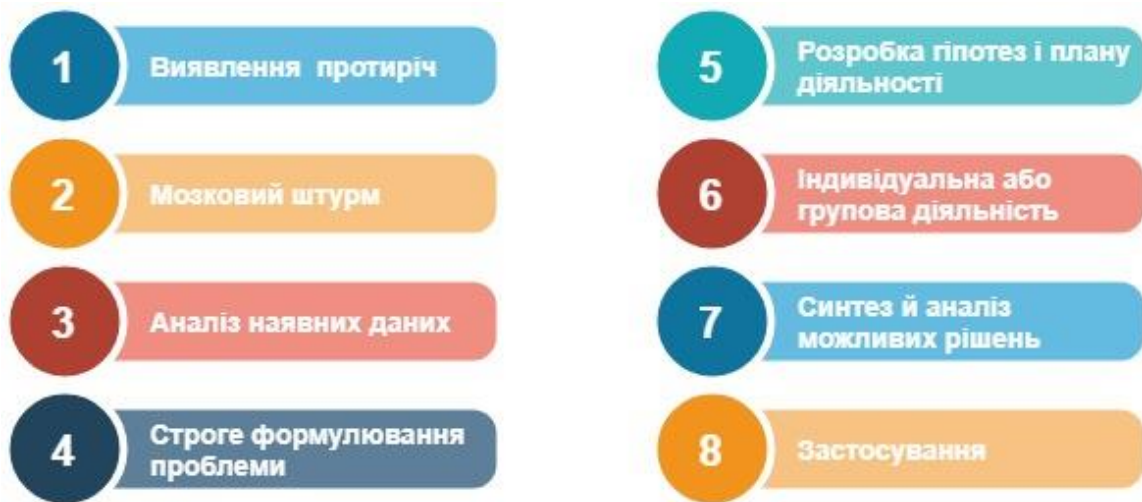 1
Виявлення протиріч
2
Мозковий штурм
3
Аналіз наявних даних
4
Строге формулювання
проблеми
5
Розробка гіпотез і плану
діяльності
6
Індивідуальна або
групова діяльність
7
Синтез й аналіз
можливих рішень
8
Застосування